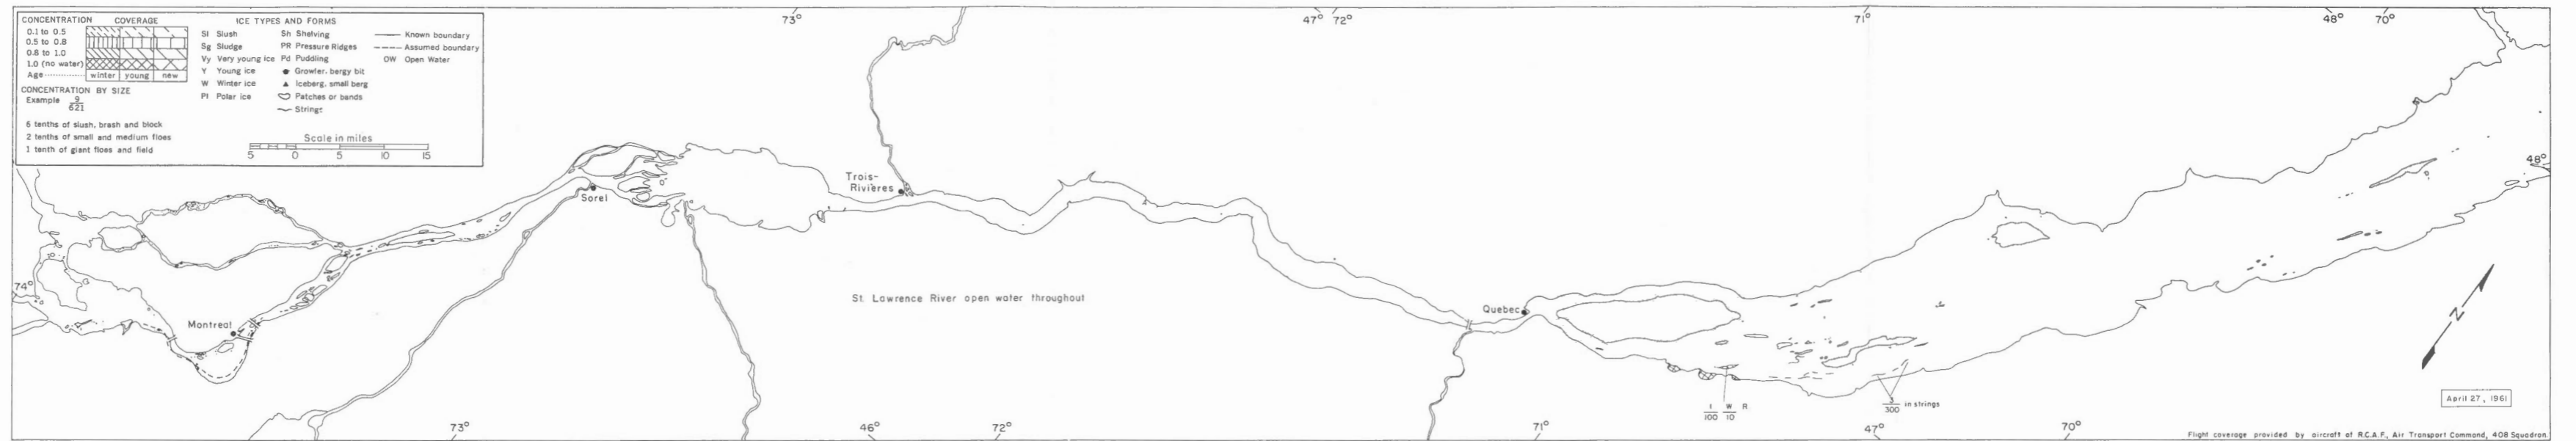 CONCENTRATION COVERAGE
0.1 to 0.5
0.5 to 0.8
0.8 to 1.0
1.0 (no water)
Age winter young new
CONCENTRATION BY SIZE
Example 9/621
6 tenths of slush, brash and block
2 tenths of small and medium floes
1 tenth of giant floes and field
ICE TYPES AND FORMS
Sl Slush
Sg Sludge
Vy Very young ice
Y Young ice
W Winter ice
Pl Polar ice
Sh Shelving
PR Pressure Ridges
Pd Puddling
Growler, bergy bit
Iceberg, small berg
Patches or bands
Strings
Known boundary
Assumed boundary
OW Open Water
Scale in miles
5 0 5 10 15
73° 47° 72° 71° 48° 70°
48°
Trois-
Rivières
Sorel
74°
Montreal
St. Lawrence River open water throughout
Quebec
N
1/100 W/10 R
3/300 in strings
April 27, 1961
73° 46° 72° 71° 47° 70°
Flight coverage provided by aircraft of R.C.A.F., Air Transport Command, 408 Squadron.